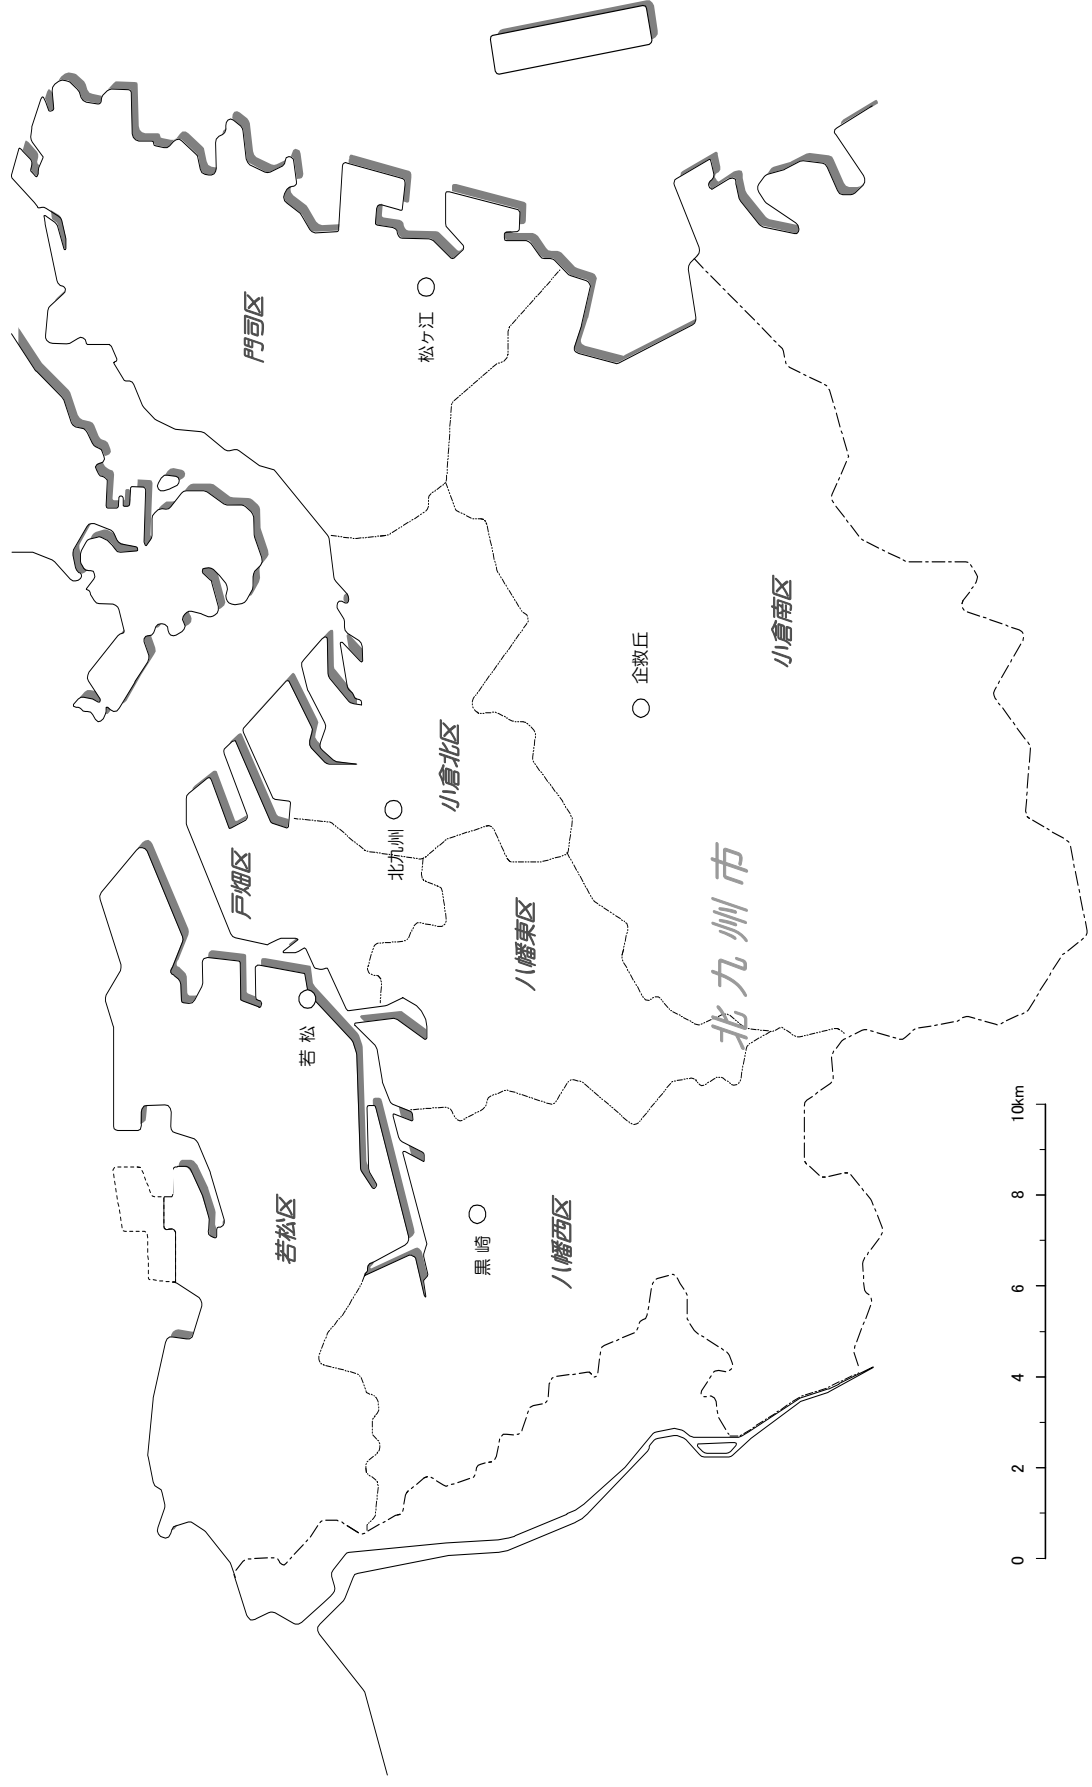 門司区
松ヶ江
小倉南区
企救丘
小倉北区
北九州
戸畑区
八幡東区
北九州市
若松
若松区
黒崎
八幡西区
0 2 4 6 8 10km